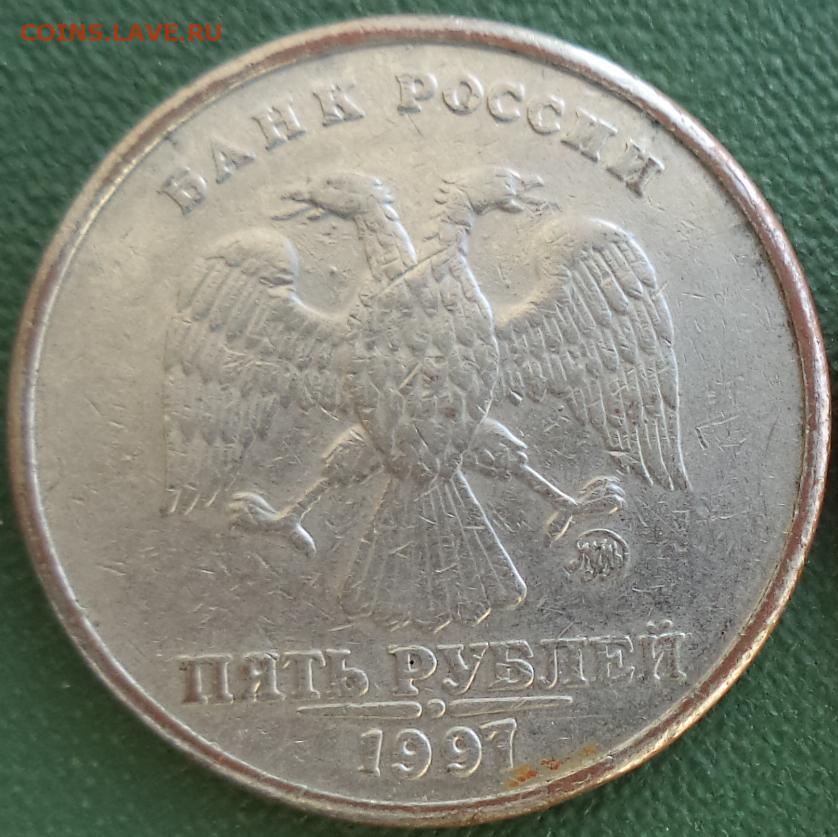 COINS.LAVE.RU
БАНК РОССИИ
ПЯТЬ РУБЛЕЙ
1997